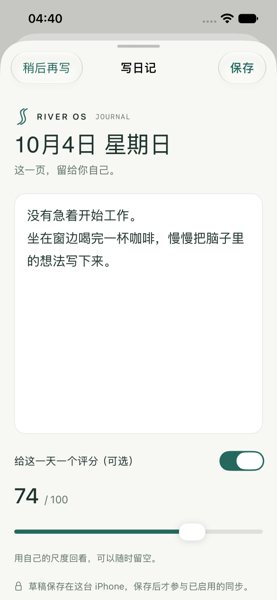 04:40
稍后再写 写日记 保存
RIVER OS JOURNAL
10月4日 星期日
这一页，留给你自己。
没有急着开始工作。
坐在窗边喝完一杯咖啡，慢慢把脑子里
的想法写下来。
给这一天一个评分（可选）
74 / 100
用自己的尺度回看，可以随时留空。
草稿保存在这台 iPhone，保存后才参与已启用的同步。